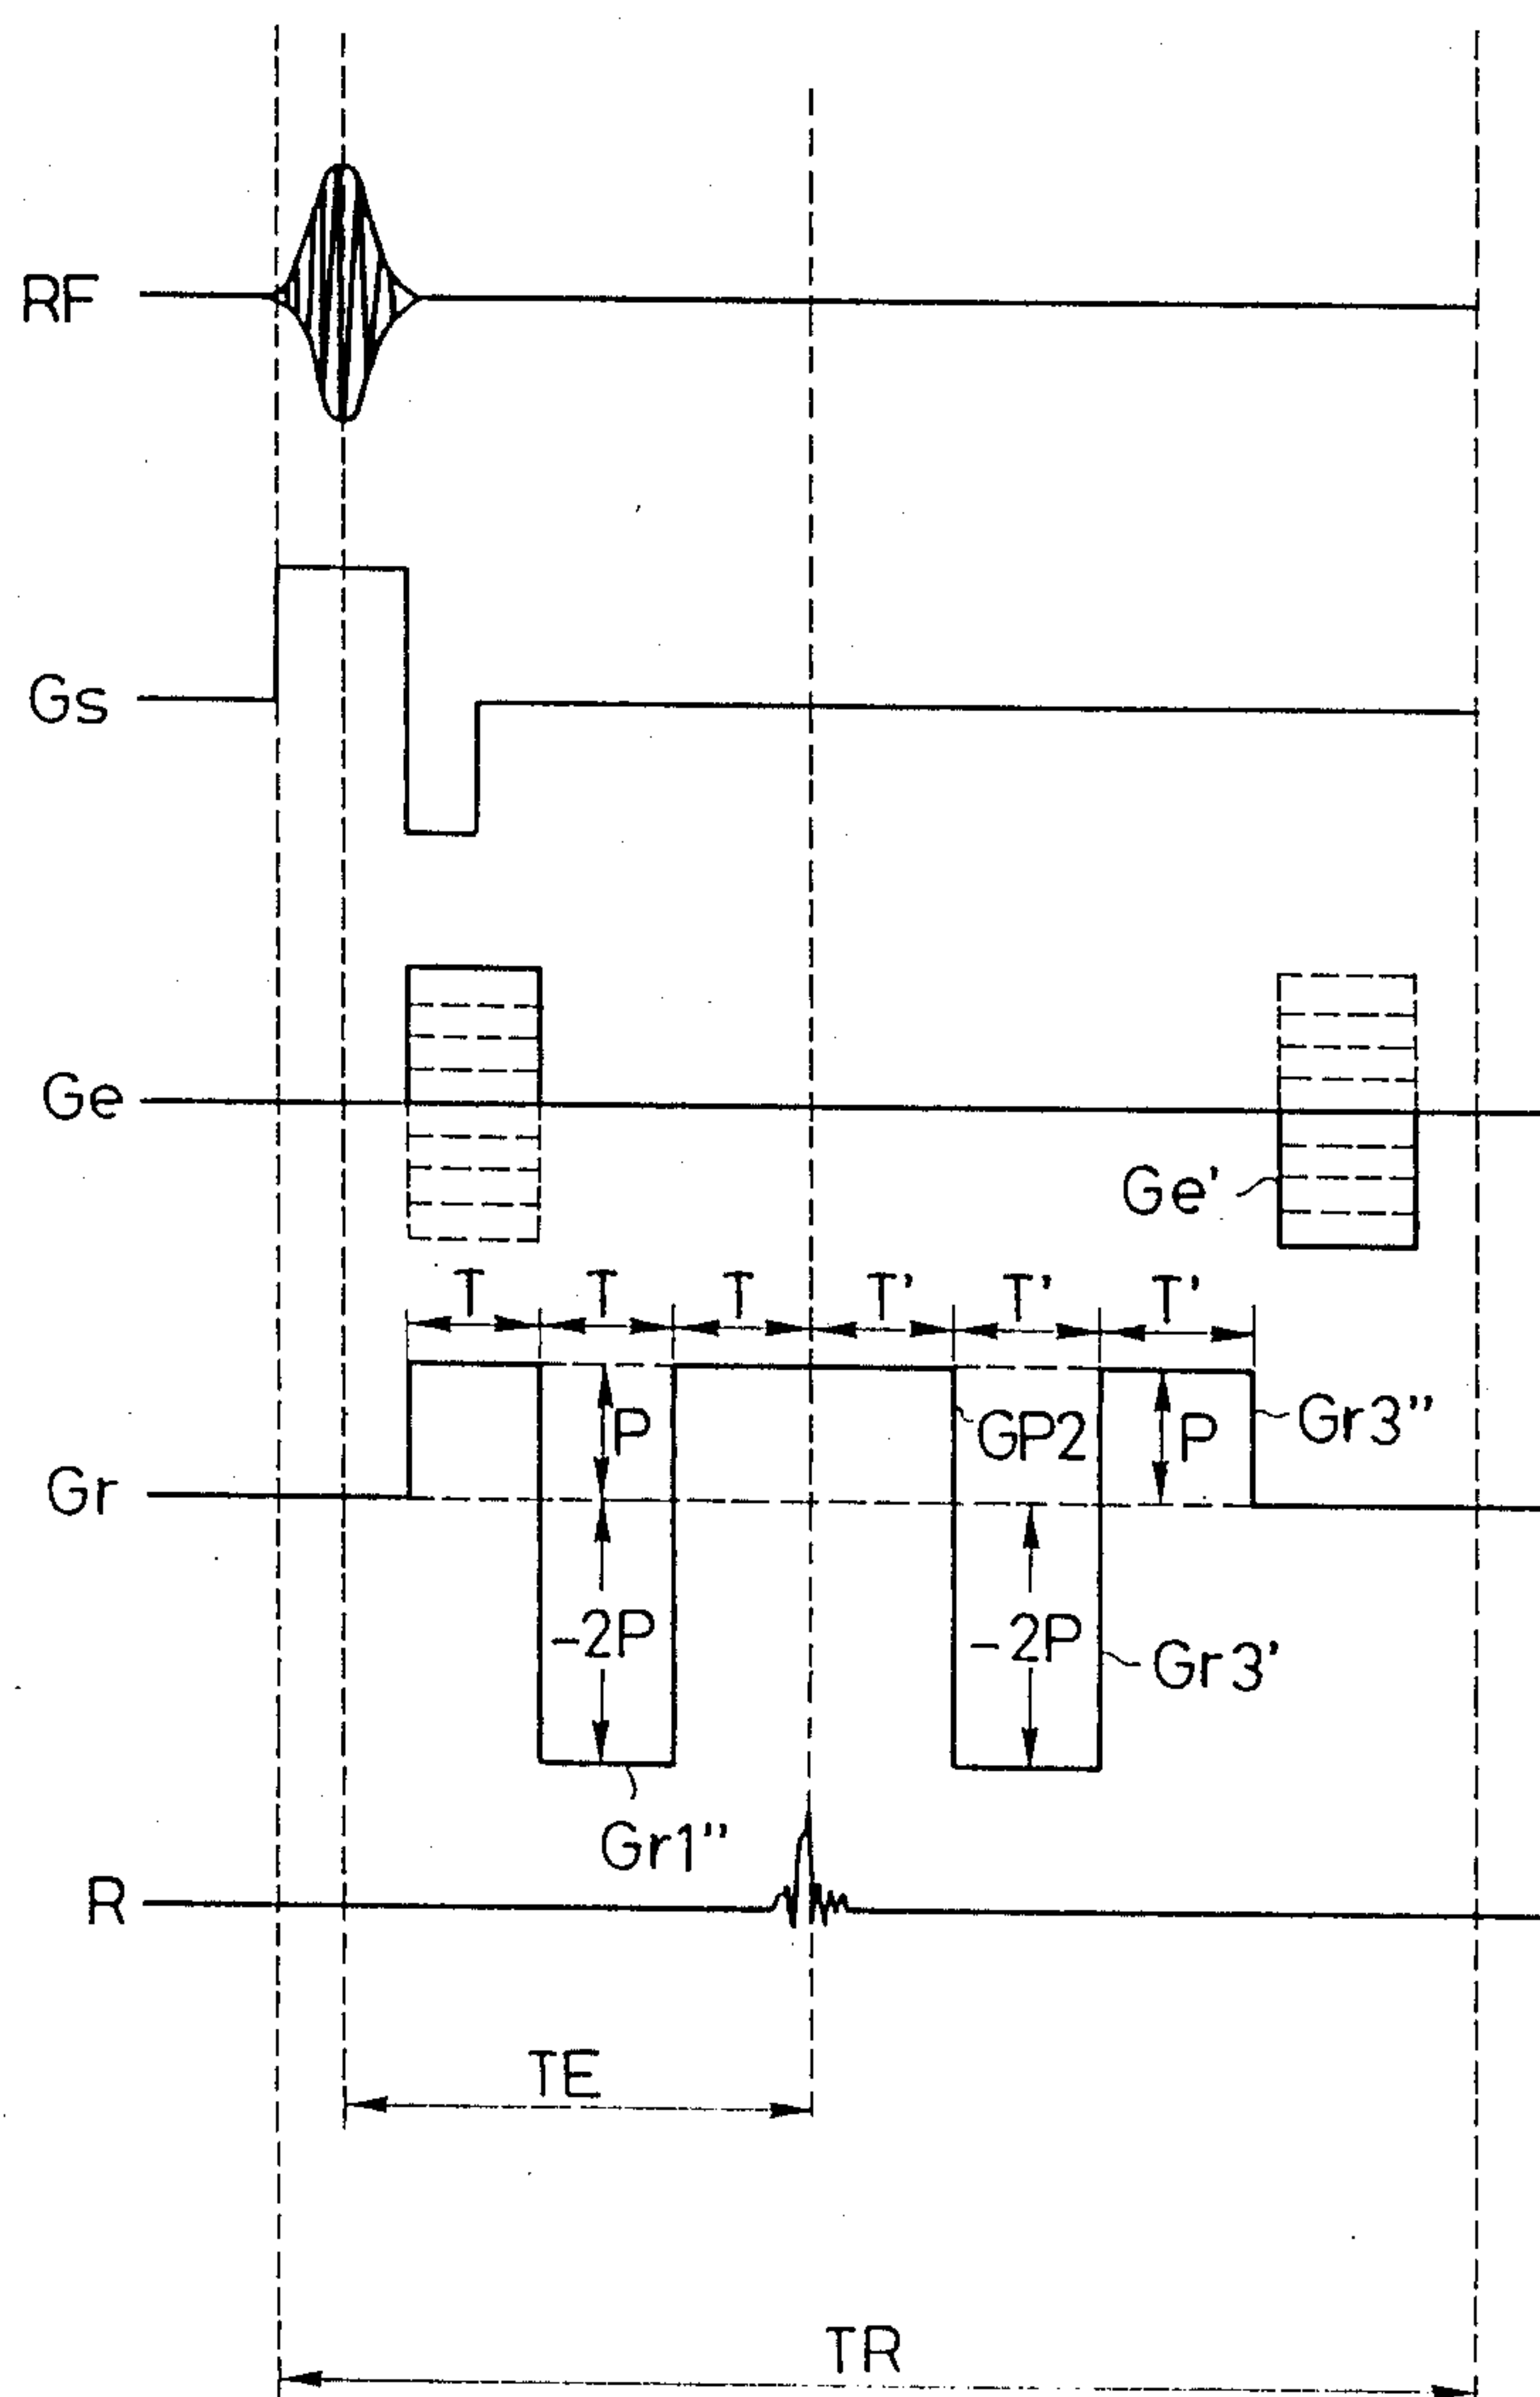 RF
Gs
Ge
Ge'
T T T T' T' T'
P GP2 P Gr3"
Gr
-2P -2P Gr3'
Gr1"
R
TE
TR